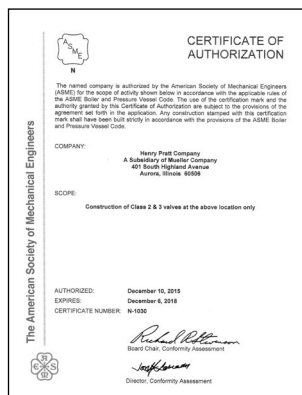 ASME
N
CERTIFICATE OF
AUTHORIZATION
The named company is authorized by the American Society of Mechanical Engineers
(ASME) for the scope of activity shown below in accordance with the applicable rules of
the ASME Boiler and Pressure Vessel Code. The use of the certification mark and the
authority granted by this Certificate of Authorization are subject to the provisions of the
agreement set forth in the application. Any construction stamped with this certification
mark shall have been built strictly in accordance with the provisions of the ASME Boiler
and Pressure Vessel Code.
COMPANY:
Henry Pratt Company
A Subsidiary of Mueller Company
401 South Highland Avenue
Aurora, Illinois 60506
SCOPE:
Construction of Class 2 & 3 valves at the above location only
AUTHORIZED: December 10, 2015
EXPIRES: December 6, 2018
CERTIFICATE NUMBER: N-1030
Board Chair, Conformity Assessment
Director, Conformity Assessment
The American Society of Mechanical Engineers